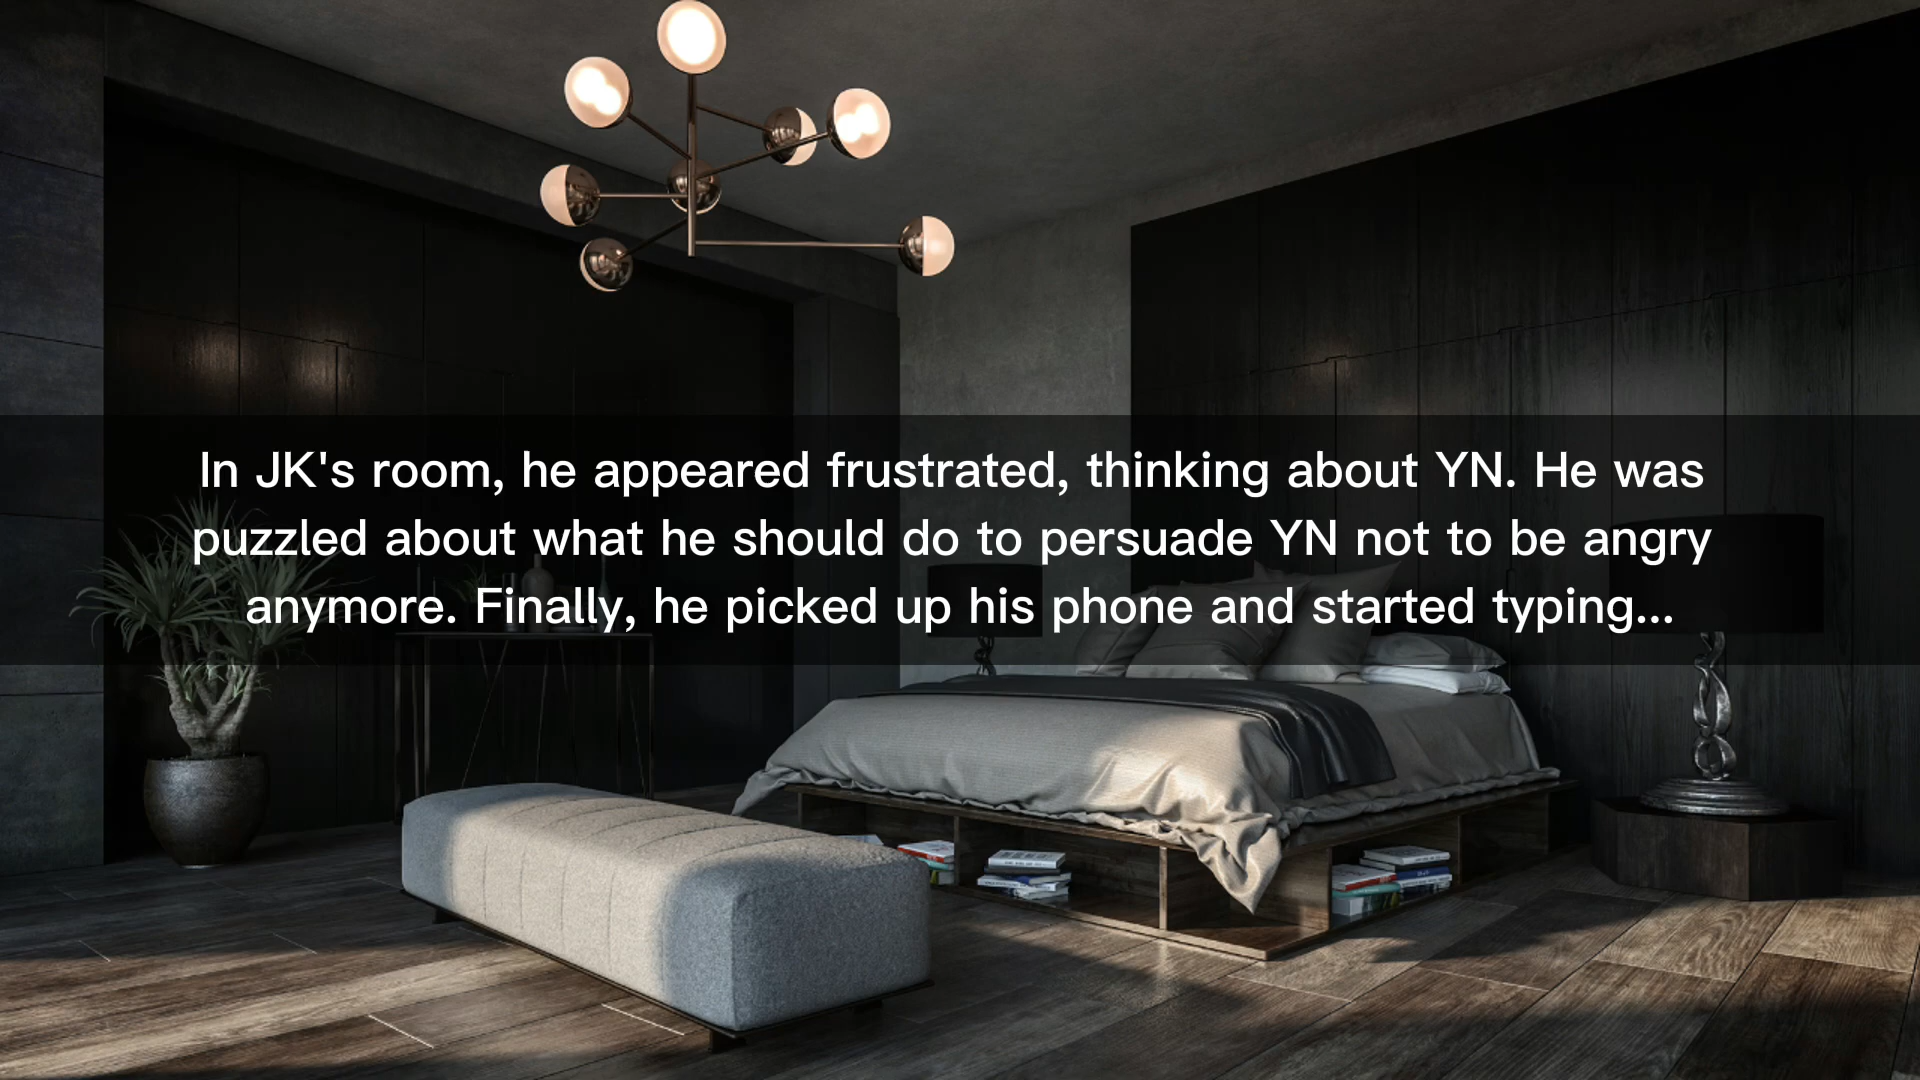 In JK's room, he appeared frustrated, thinking about YN. He was
puzzled about what he should do to persuade YN not to be angry
anymore. Finally, he picked up his phone and started typing...